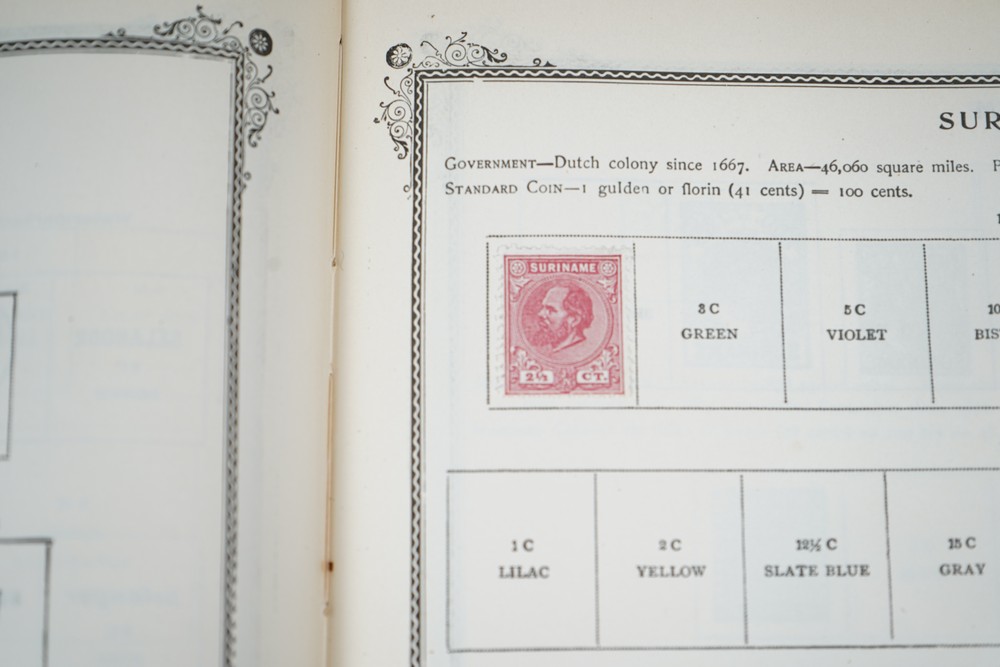 SUR
GOVERNMENT—Dutch colony since 1667. AREA—46,060 square miles. P
STANDARD COIN—1 gulden or florin (41 cents) = 100 cents.
SURINAME
2½ CT.
3 C
GREEN
5 C
VIOLET
10
BIS
1 C
LILAC
2 C
YELLOW
12½ C
SLATE BLUE
15 C
GRAY